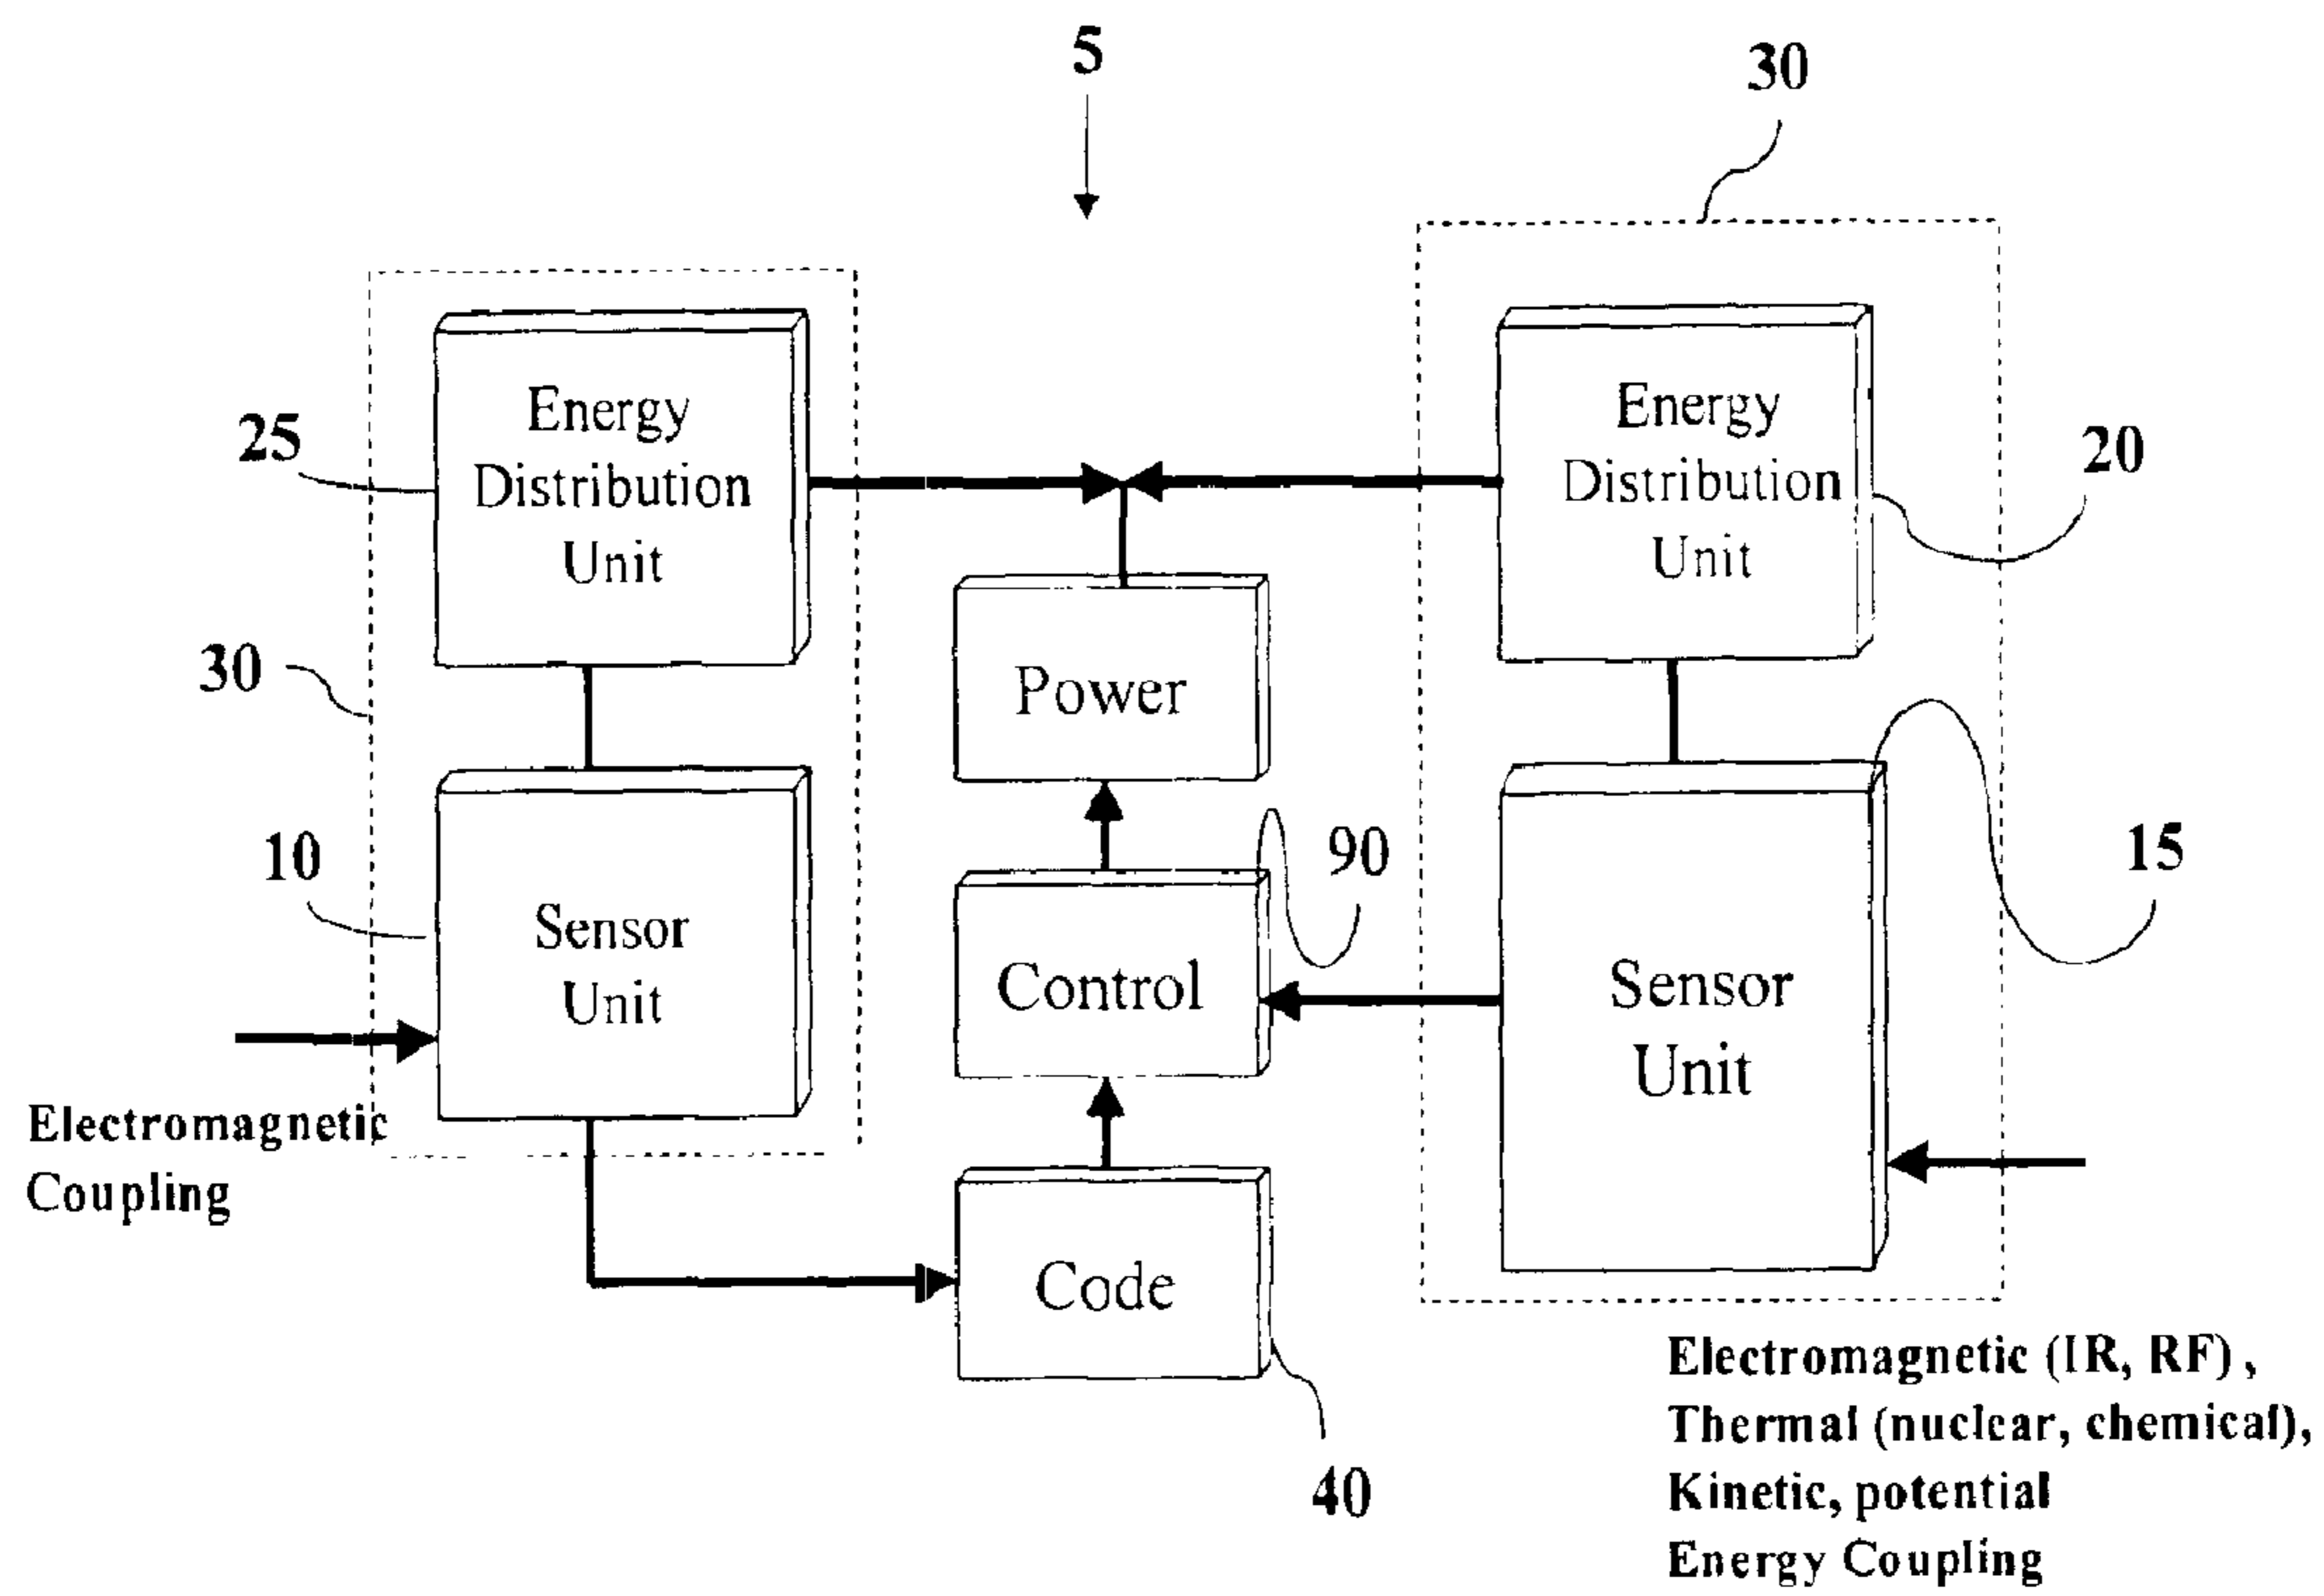 5
30
Energy
Distribution
Unit
25
Energy
Distribution
Unit
20
30
Power
10
Sensor
Unit
90
Control
15
Sensor
Unit
Electromagnetic
Coupling
Code
40
Electromagnetic (IR, RF),
Thermal (nuclear, chemical),
Kinetic, potential
Energy Coupling